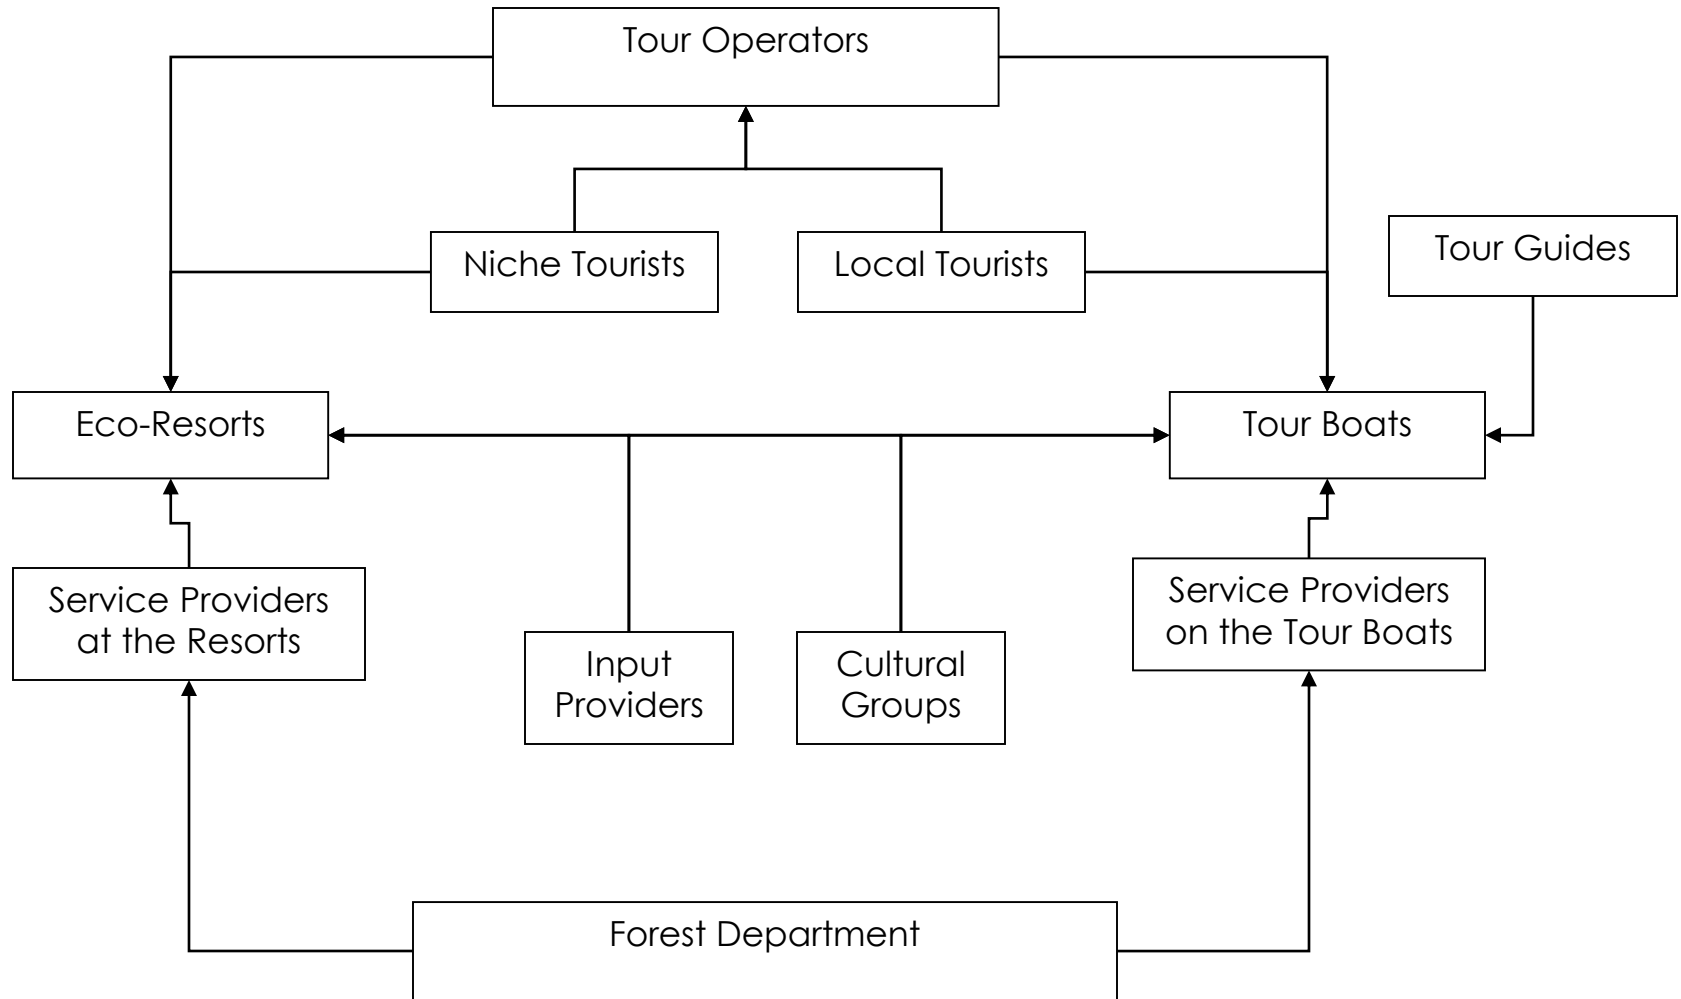 Tour Operators
Niche Tourists
Local Tourists
Tour Guides
Eco-Resorts
Tour Boats
Service Providers
at the Resorts
Input
Providers
Cultural
Groups
Service Providers
on the Tour Boats
Forest Department